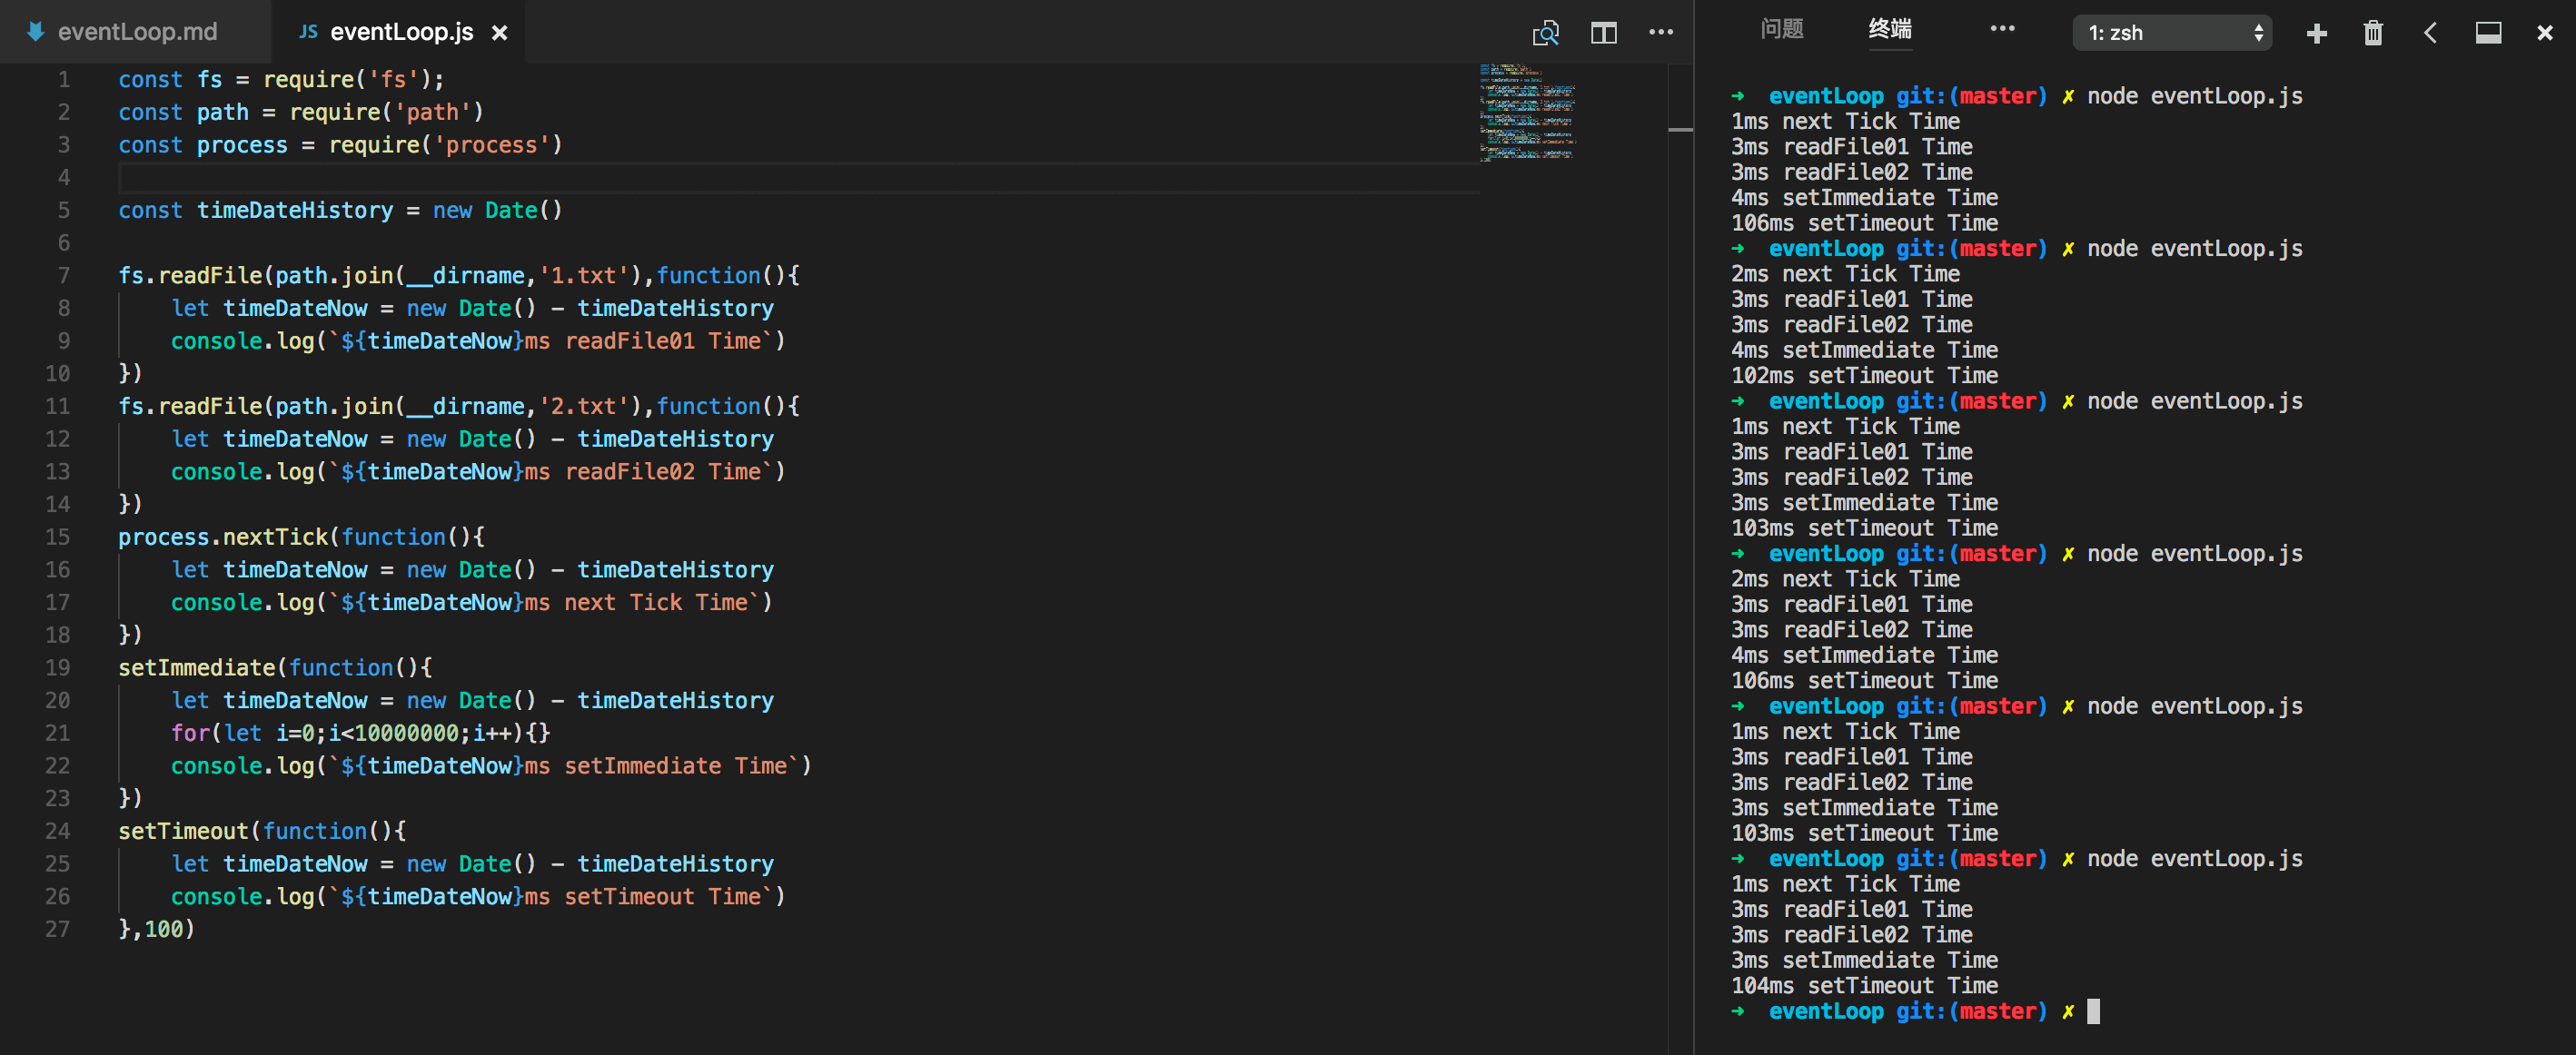 eventLoop.md
JS eventLoop.js
1 const fs = require('fs');
2 const path = require('path')
3 const process = require('process')
4
5 const timeDateHistory = new Date()
6
7 fs.readFile(path.join(__dirname,'1.txt'),function(){
8 let timeDateNow = new Date() - timeDateHistory
9 console.log(`${timeDateNow}ms readFile01 Time`)
10 })
11 fs.readFile(path.join(__dirname,'2.txt'),function(){
12 let timeDateNow = new Date() - timeDateHistory
13 console.log(`${timeDateNow}ms readFile02 Time`)
14 })
15 process.nextTick(function(){
16 let timeDateNow = new Date() - timeDateHistory
17 console.log(`${timeDateNow}ms next Tick Time`)
18 })
19 setImmediate(function(){
20 let timeDateNow = new Date() - timeDateHistory
21 for(let i=0;i<10000000;i++){}
22 console.log(`${timeDateNow}ms setImmediate Time`)
23 })
24 setTimeout(function(){
25 let timeDateNow = new Date() - timeDateHistory
26 console.log(`${timeDateNow}ms setTimeout Time`)
27 },100)
问题 终端 ••• 1: zsh
➜ eventLoop git:(master) ✗ node eventLoop.js
1ms next Tick Time
3ms readFile01 Time
3ms readFile02 Time
4ms setImmediate Time
106ms setTimeout Time
➜ eventLoop git:(master) ✗ node eventLoop.js
2ms next Tick Time
3ms readFile01 Time
3ms readFile02 Time
4ms setImmediate Time
102ms setTimeout Time
➜ eventLoop git:(master) ✗ node eventLoop.js
1ms next Tick Time
3ms readFile01 Time
3ms readFile02 Time
3ms setImmediate Time
103ms setTimeout Time
➜ eventLoop git:(master) ✗ node eventLoop.js
2ms next Tick Time
3ms readFile01 Time
3ms readFile02 Time
4ms setImmediate Time
106ms setTimeout Time
➜ eventLoop git:(master) ✗ node eventLoop.js
1ms next Tick Time
3ms readFile01 Time
3ms readFile02 Time
3ms setImmediate Time
103ms setTimeout Time
➜ eventLoop git:(master) ✗ node eventLoop.js
1ms next Tick Time
3ms readFile01 Time
3ms readFile02 Time
3ms setImmediate Time
104ms setTimeout Time
➜ eventLoop git:(master) ✗